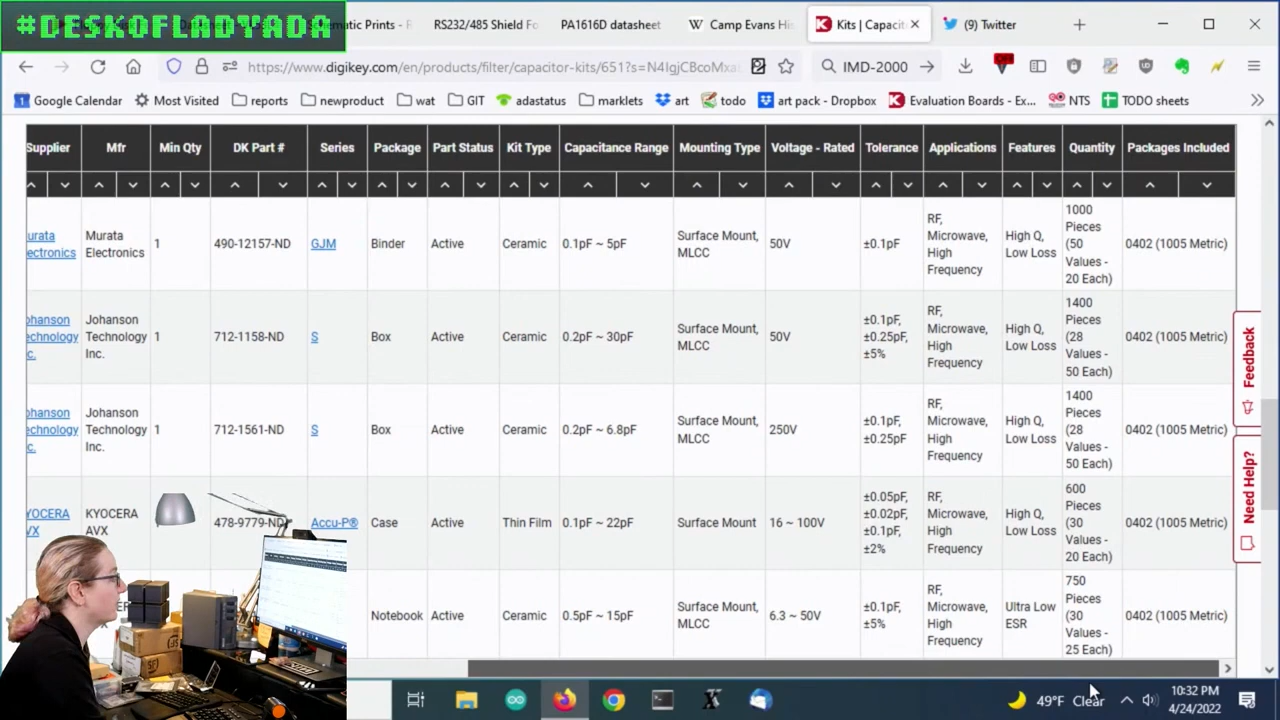 #DESKOFLADYADA
matic Prints - R
RS232/485 Shield Fo
PA1616D datasheet
Camp Evans His
Kits | Capacit
(9) Twitter
https://www.digikey.com/en/products/filter/capacitor-kits/651?s=N4IgjCBcoMxa
IMD-2000
Google Calendar
Most Visited
reports
newproduct
wat
GIT
adastatus
marklets
art
todo
art pack - Dropbox
Evaluation Boards - Ex...
NTS
TODO sheets
Supplier Mfr Min Qty DK Part # Series Package Part Status Kit Type Capacitance Range Mounting Type Voltage - Rated Tolerance Applications Features Quantity Packages Included
urata
ectronics
Murata
Electronics
1
490-12157-ND
GJM
Binder
Active
Ceramic
0.1pF ~ 5pF
Surface Mount,
MLCC
50V
±0.1pF
RF,
Microwave,
High
Frequency
High Q,
Low Loss
1000
Pieces
(50
Values -
20 Each)
0402 (1005 Metric)
ohanson
echnology
c.
Johanson
Technology
Inc.
1
712-1158-ND
S
Box
Active
Ceramic
0.2pF ~ 30pF
Surface Mount,
MLCC
50V
±0.1pF,
±0.25pF,
±5%
RF,
Microwave,
High
Frequency
High Q,
Low Loss
1400
Pieces
(28
Values -
50 Each)
0402 (1005 Metric)
ohanson
echnology
c.
Johanson
Technology
Inc.
1
712-1561-ND
S
Box
Active
Ceramic
0.2pF ~ 6.8pF
Surface Mount,
MLCC
250V
±0.1pF,
±0.25pF
RF,
Microwave,
High
Frequency
High Q,
Low Loss
1400
Pieces
(28
Values -
50 Each)
0402 (1005 Metric)
YOCERA
VX
KYOCERA
AVX
478-9779-ND
Accu-P®
Case
Active
Thin Film
0.1pF ~ 22pF
Surface Mount
16 ~ 100V
±0.05pF,
±0.02pF,
±0.1pF,
±2%
RF,
Microwave,
High
Frequency
High Q,
Low Loss
600
Pieces
(30
Values -
20 Each)
0402 (1005 Metric)
Notebook
Active
Ceramic
0.5pF ~ 15pF
Surface Mount,
MLCC
6.3 ~ 50V
±0.1pF,
±5%
RF,
Microwave,
High
Frequency
Ultra Low
ESR
750
Pieces
(30
Values -
25 Each)
0402 (1005 Metric)
Feedback
Need Help?
49°F Clear
10:32 PM
4/24/2022